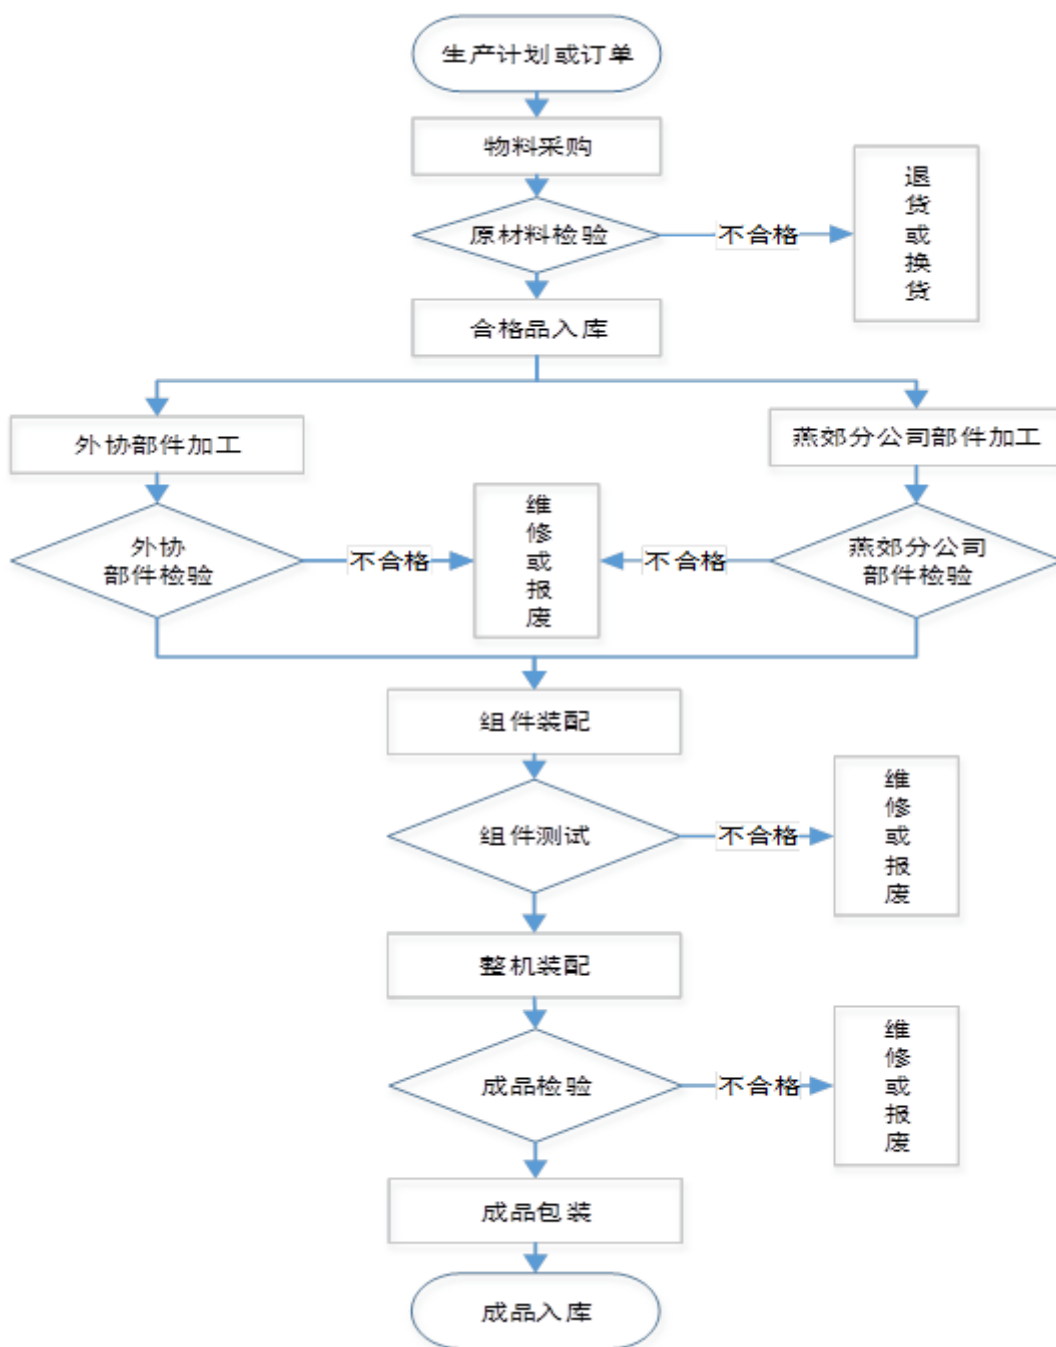 生产计划或订单
物料采购
原材料检验
不合格
退
货
或
换
货
合格品入库
外协部件加工
燕郊分公司部件加工
外协
部件检验
不合格
维
修
或
报
废
不合格
燕郊分公司
部件检验
组件装配
组件测试
不合格
维
修
或
报
废
整机装配
成品检验
不合格
维
修
或
报
废
成品包装
成品入库